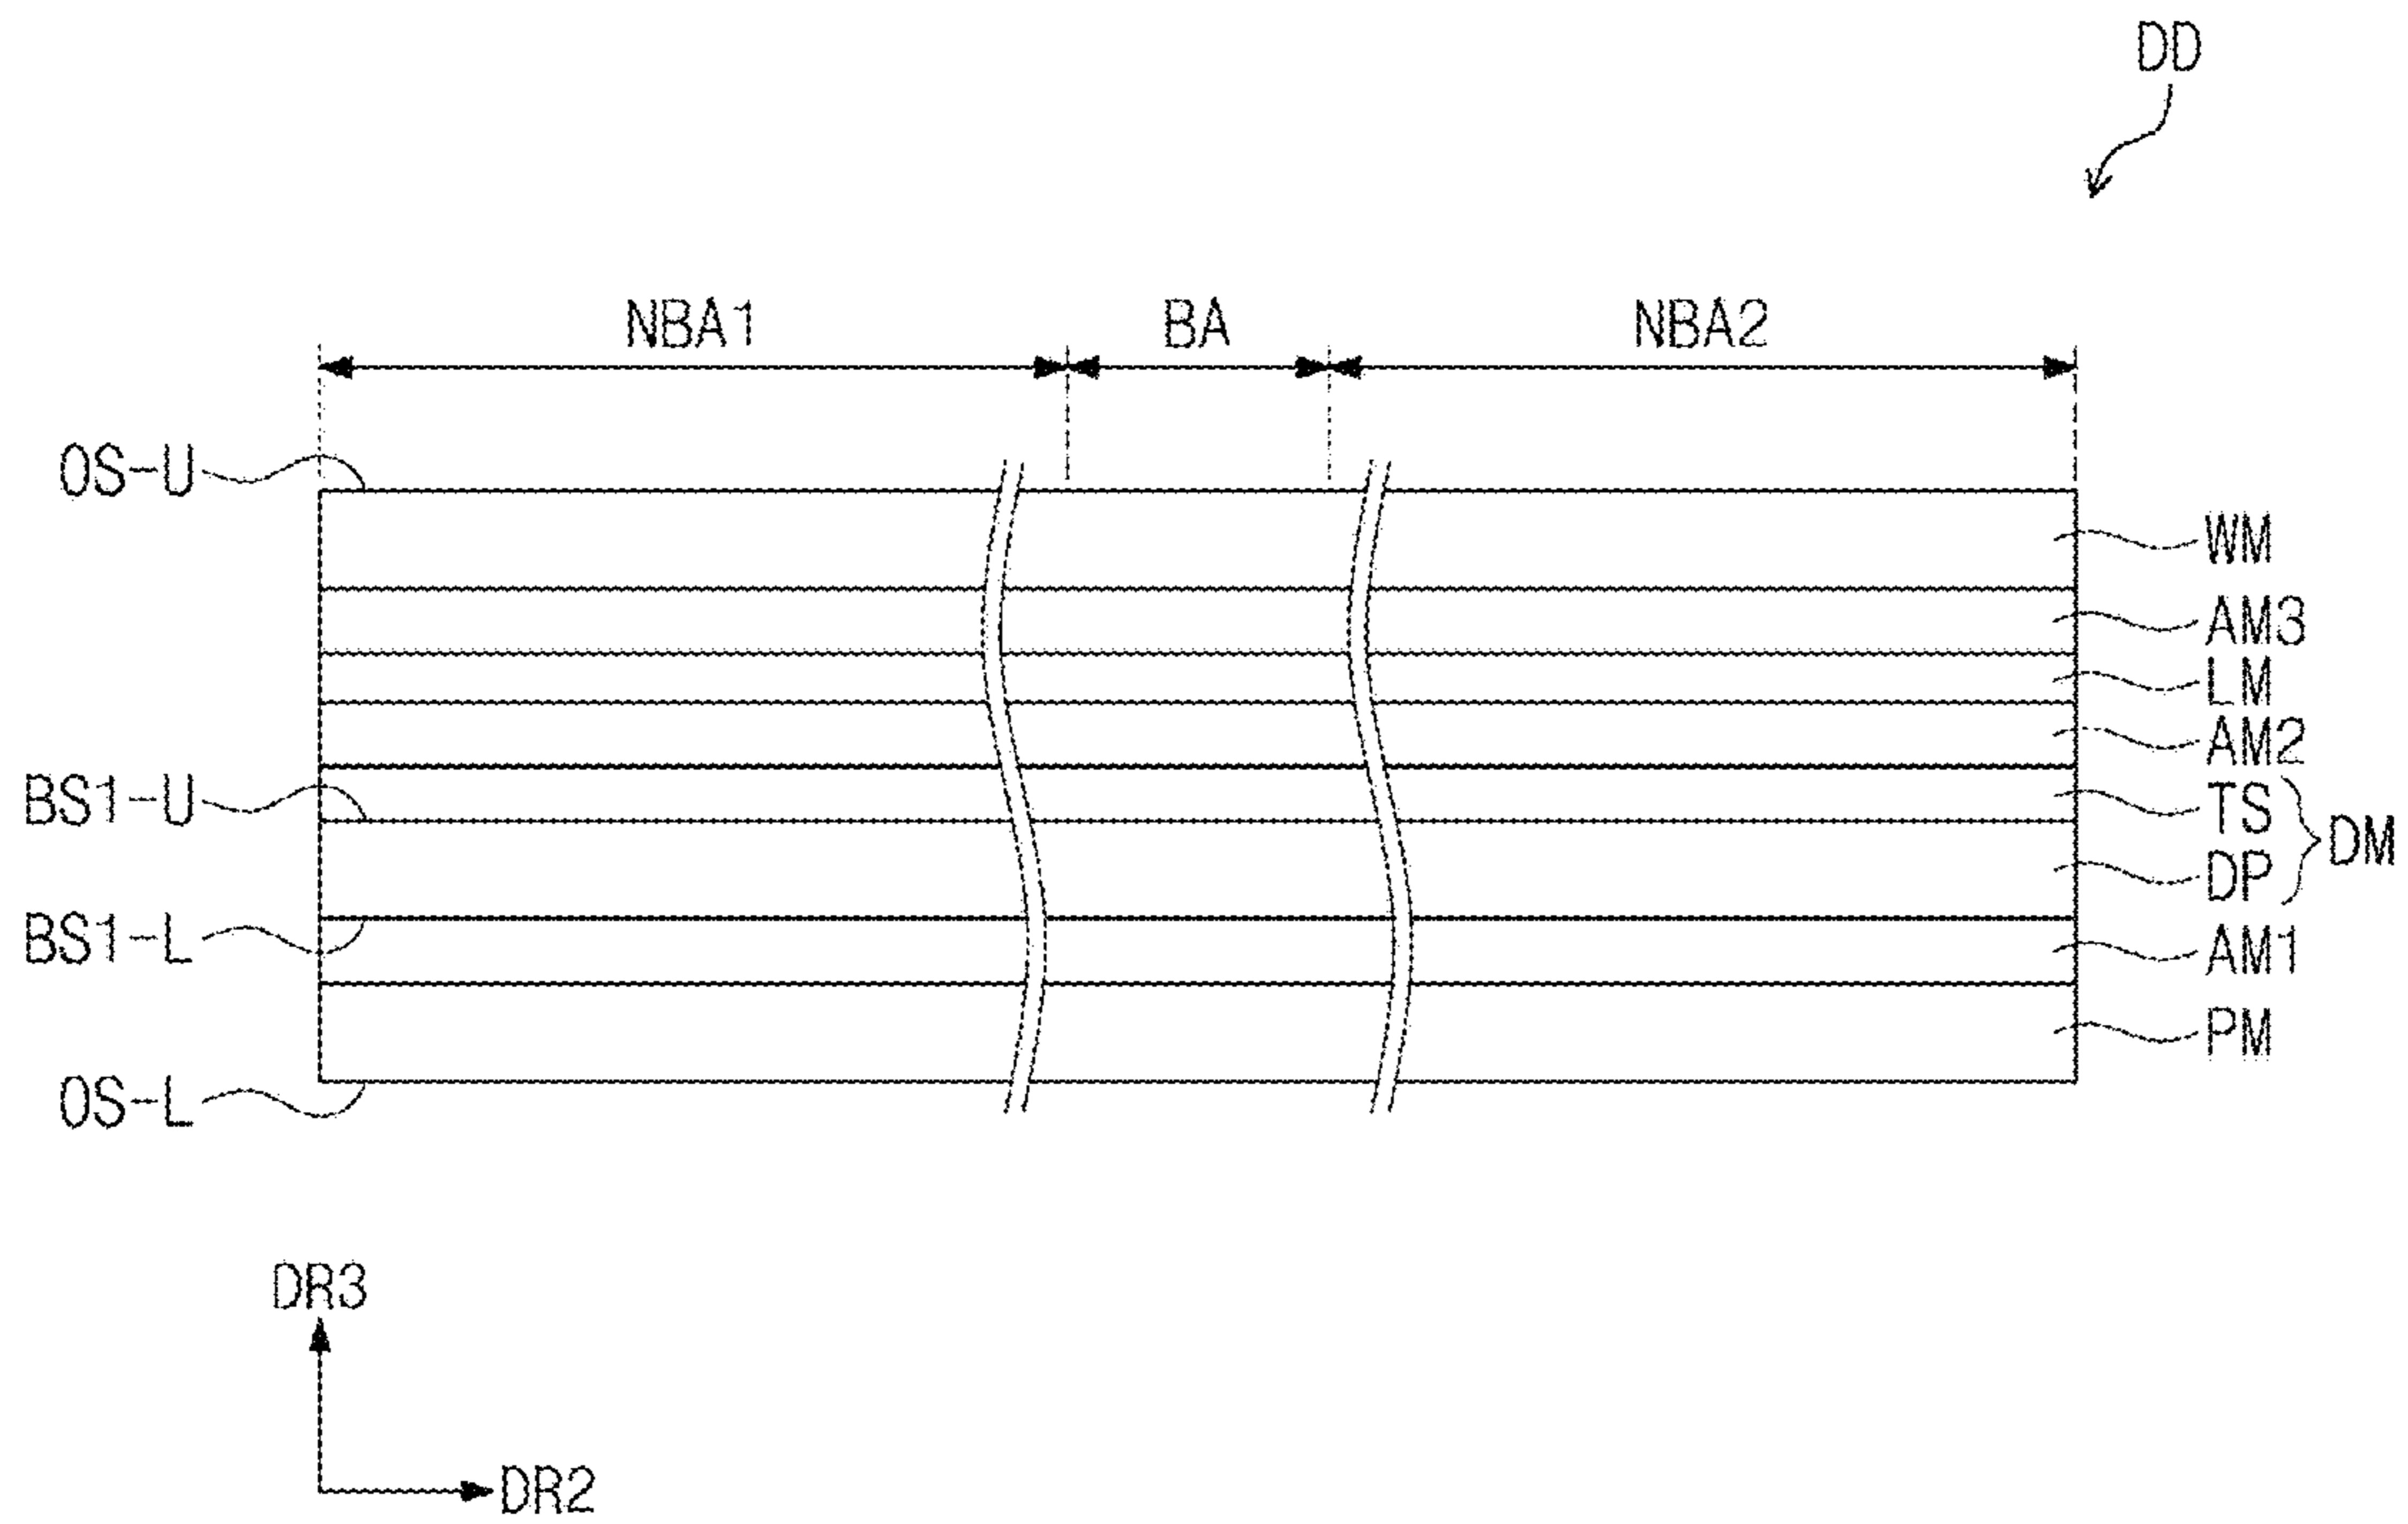 DD
NBA1 BA NBA2
OS-U
WM
AM3
LM
AM2
BS1-U
TS
DM
DP
BS1-L
AM1
PM
OS-L
DR3
DR2